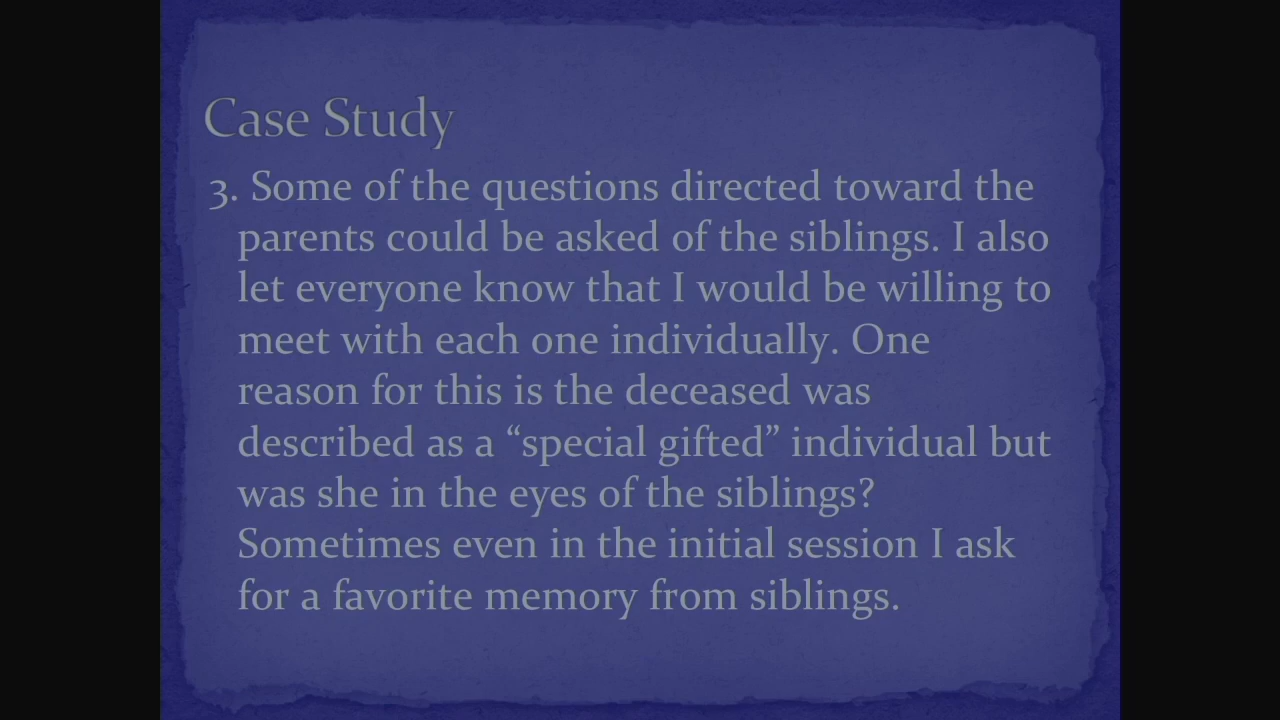 Case Study
3. Some of the questions directed toward the
parents could be asked of the siblings. I also
let everyone know that I would be willing to
meet with each one individually. One
reason for this is the deceased was
described as a “special gifted” individual but
was she in the eyes of the siblings?
Sometimes even in the initial session I ask
for a favorite memory from siblings.